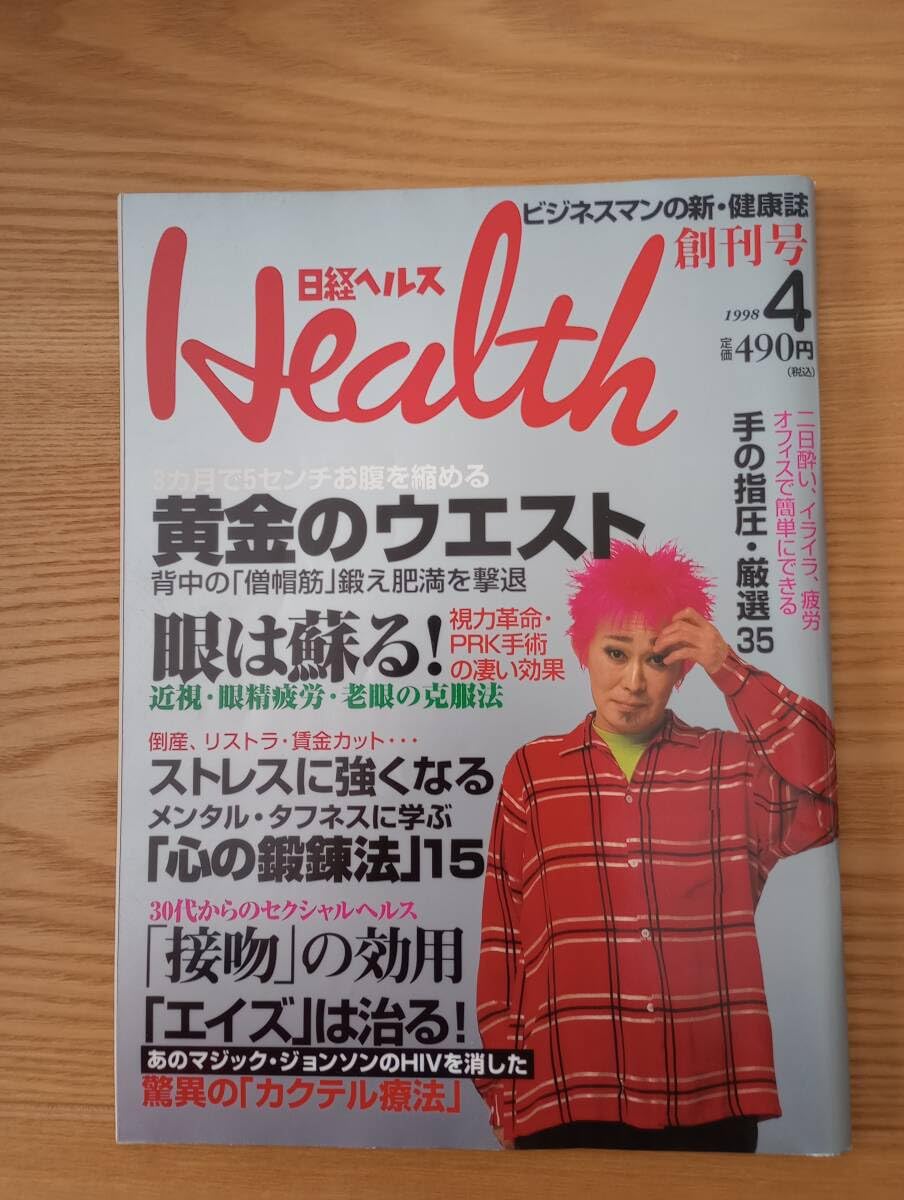 ビジネスマンの新・健康誌
創刊号
日経ヘルス
Health
1998 4
定価490円
(税込)
二日酔い、イライラ、疲労
オフィスで簡単にできる
手の指圧・厳選35
3カ月で5センチお腹を縮める
黄金のウエスト
背中の「僧帽筋」鍛え肥満を撃退
眼は蘇る!
視力革命・
PRK手術
の凄い効果
近視・眼精疲労・老眼の克服法
倒産、リストラ・賃金カット・・・
ストレスに強くなる
メンタル・タフネスに学ぶ
「心の鍛錬法」15
30代からのセクシャルヘルス
「接吻」の効用
「エイズ」は治る!
あのマジック・ジョンソンのHIVを消した
驚異の「カクテル療法」